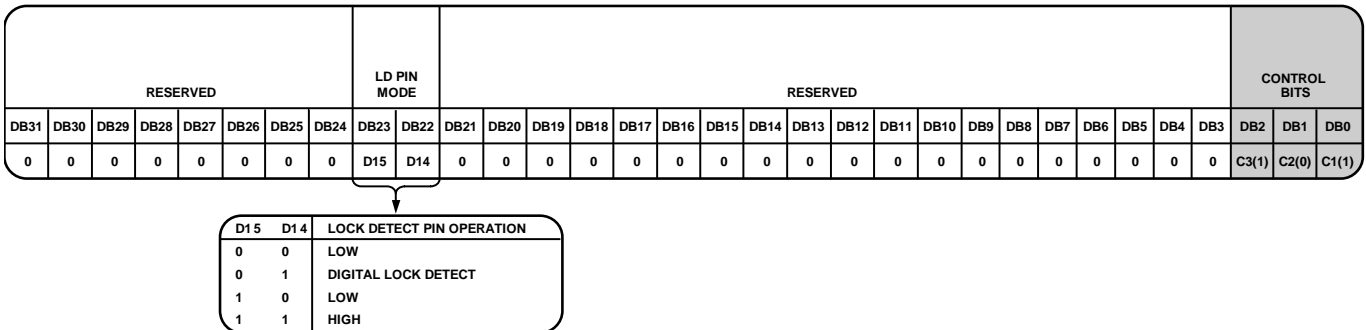 LD PIN
MODE
CONTROL
BITS
RESERVED
RESERVED
DB31 DB30 DB29 DB28 DB27 DB26 DB25 DB24 DB23 DB22 DB21 DB20 DB19 DB18 DB17 DB16 DB15 DB14 DB13 DB12 DB11 DB10 DB9 DB8 DB7 DB6 DB5 DB4 DB3 DB2 DB1 DB0
0 0 0 0 0 0 0 0 D15 D14 0 0 0 0 0 0 0 0 0 0 0 0 0 0 0 0 0 0 0 C3(1) C2(0) C1(1)
D15 D14 LOCK DETECT PIN OPERATION
0 0 LOW
0 1 DIGITAL LOCK DETECT
1 0 LOW
1 1 HIGH